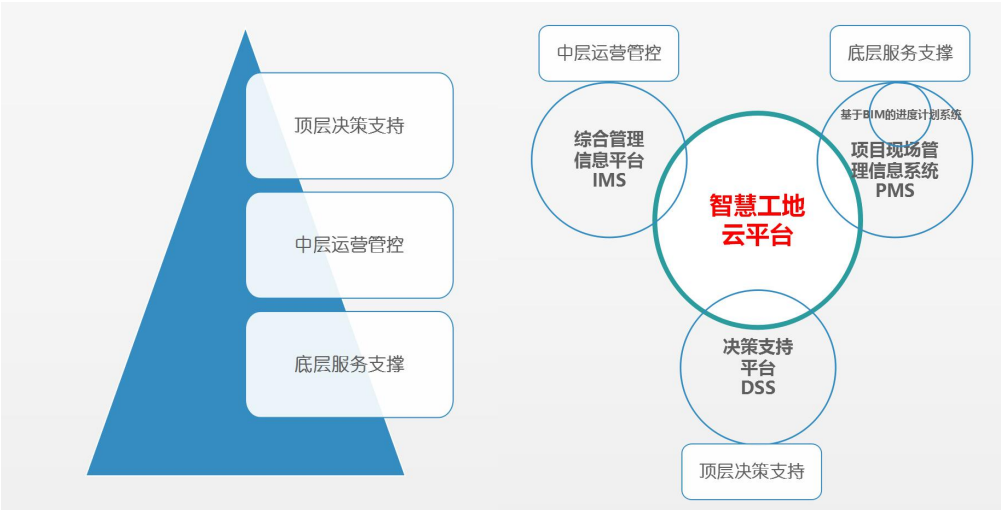 顶层决策支持
中层运营管控
底层服务支撑
中层运营管控
底层服务支撑
综合管理
信息平台
IMS
基于BIM的进度计划系统
项目现场管
理信息系统
PMS
智慧工地
云平台
决策支持
平台
DSS
顶层决策支持